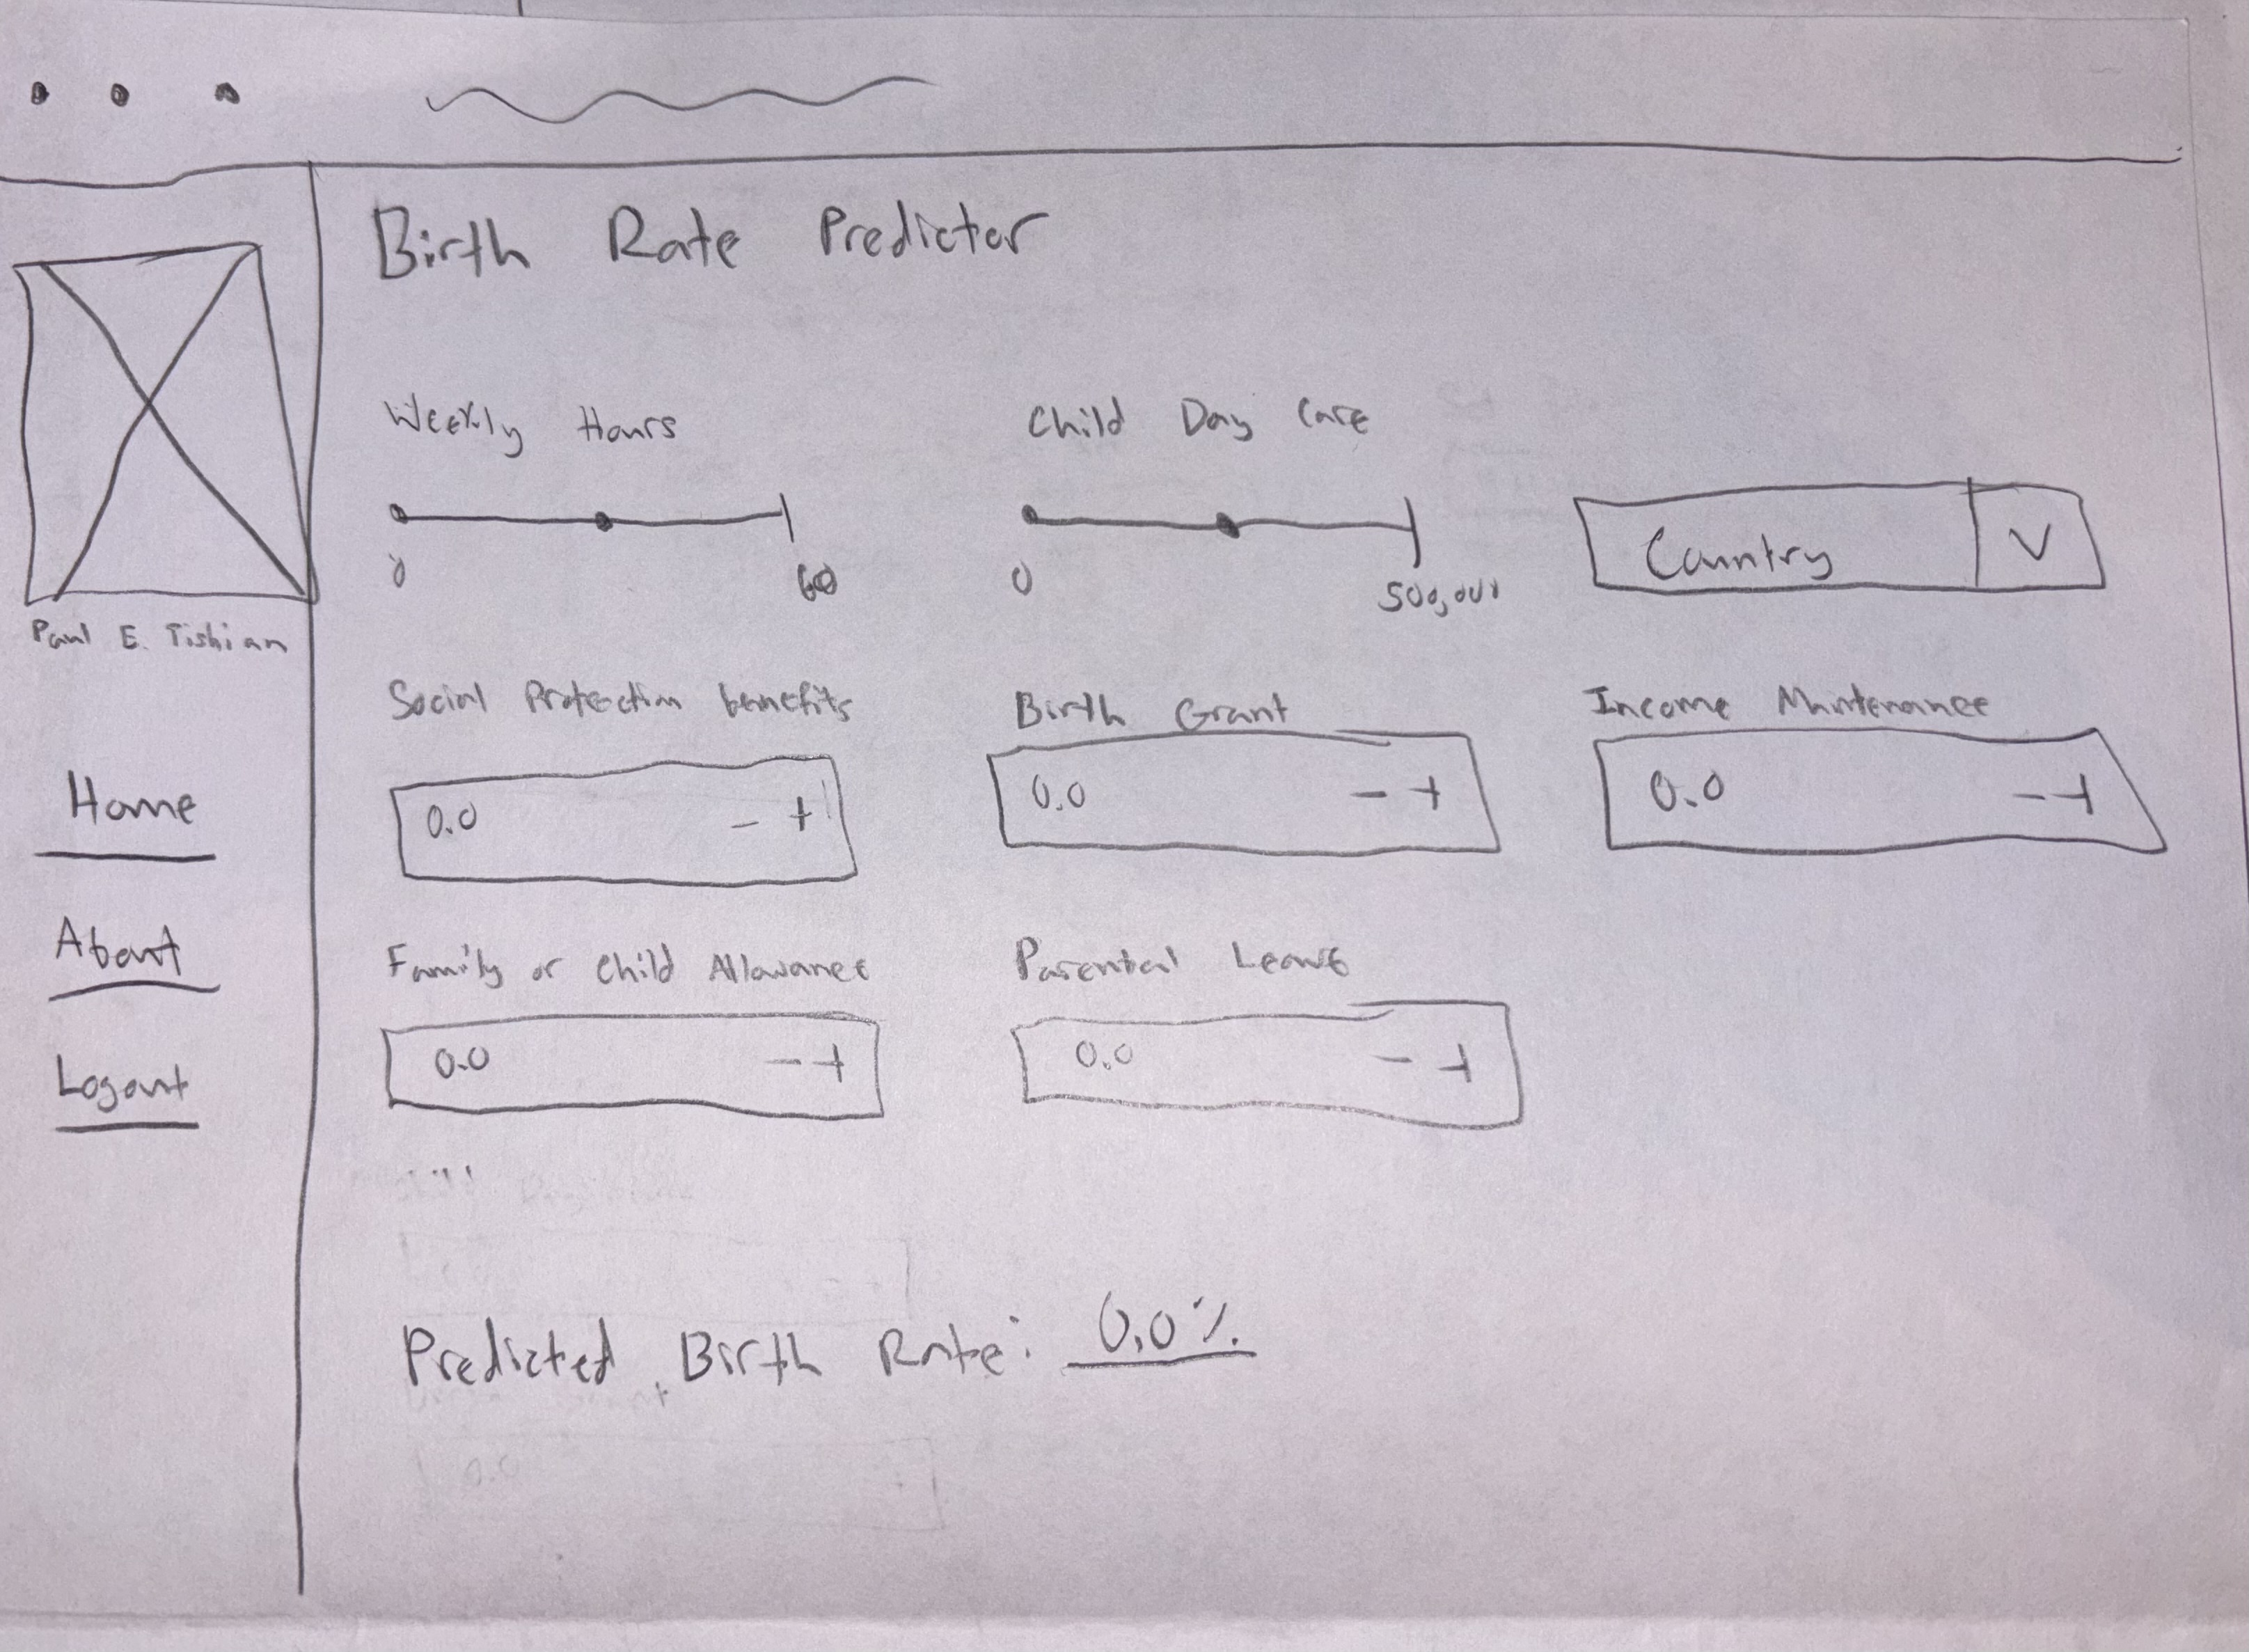 Birth Rate Predictor
Weekly Hours
Child Day Care
0
60
0
500,000
Country
Paul E. Tishian
Social Protection benefits
Birth Grant
Income Maintenance
0.0 - +
0.0 - +
0.0 - +
Home
About
Logout
Family or Child Allowance
Parental Leave
0.0 - +
0.0 - +
Predicted Birth Rate: 0.0%